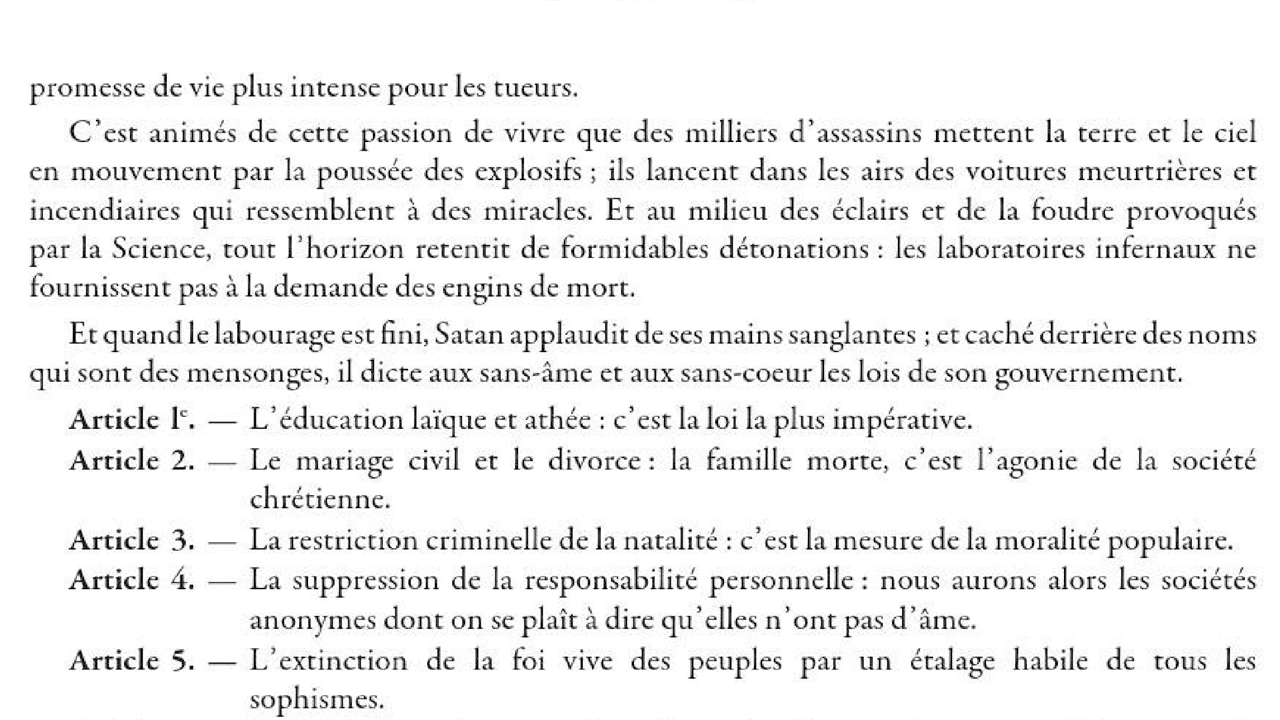 promesse de vie plus intense pour les tueurs.
C’est animés de cette passion de vivre que des milliers d’assassins mettent la terre et le ciel
en mouvement par la poussée des explosifs ; ils lancent dans les airs des voitures meurtrières et
incendiaires qui ressemblent à des miracles. Et au milieu des éclairs et de la foudre provoqués
par la Science, tout l’horizon retentit de formidables détonations : les laboratoires infernaux ne
fournissent pas à la demande des engins de mort.
Et quand le labourage est fini, Satan applaudit de ses mains sanglantes ; et caché derrière des noms
qui sont des mensonges, il dicte aux sans-âme et aux sans-coeur les lois de son gouvernement.
Article 1e. — L’éducation laïque et athée : c’est la loi la plus impérative.
Article 2. — Le mariage civil et le divorce : la famille morte, c’est l’agonie de la société
chrétienne.
Article 3. — La restriction criminelle de la natalité : c’est la mesure de la moralité populaire.
Article 4. — La suppression de la responsabilité personnelle : nous aurons alors les sociétés
anonymes dont on se plaît à dire qu’elles n’ont pas d’âme.
Article 5. — L’extinction de la foi vive des peuples par un étalage habile de tous les
sophismes.